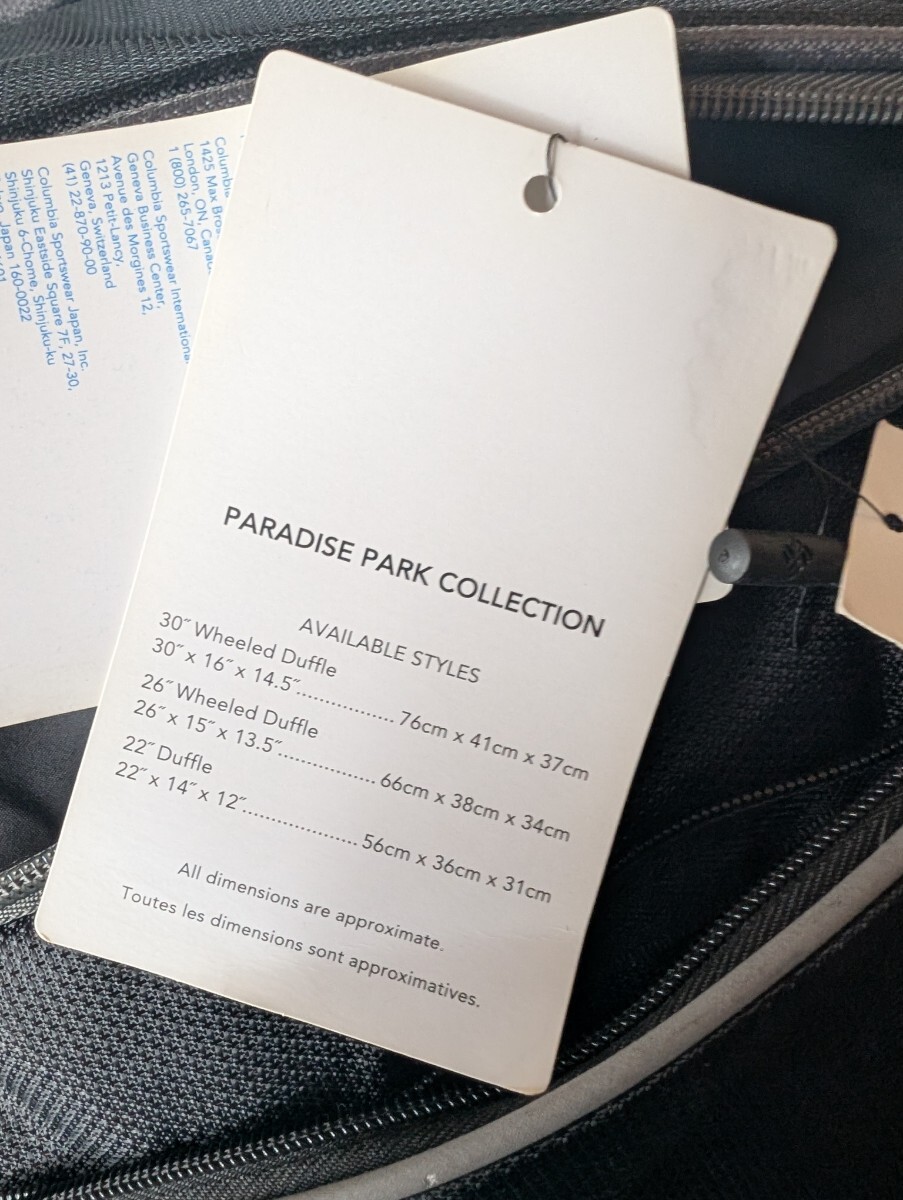 PARADISE PARK COLLECTION
AVAILABLE STYLES
30″ Wheeled Duffle
30″ x 16″ x 14.5″.................. 76cm x 41cm x 37cm
26″ Wheeled Duffle
26″ x 15″ x 13.5″.................. 66cm x 38cm x 34cm
22″ Duffle
22″ x 14″ x 12″..................... 56cm x 36cm x 31cm
All dimensions are approximate.
Toutes les dimensions sont approximatives.
1425 Max Bros.
London, ON,
1 (800) 265-7067
Columbia Sportswear International
Geneva Business Center,
Avenue des Morgines 12,
1213 Petit-Lancy,
Geneva, Switzerland
(41) 22-870-90-00
Columbia Sportswear Japan, Inc.
Shinjuku Eastside Square 7F, 27-30,
Shinjuku 6-Chome, Shinjuku-ku
Japan 160-0022